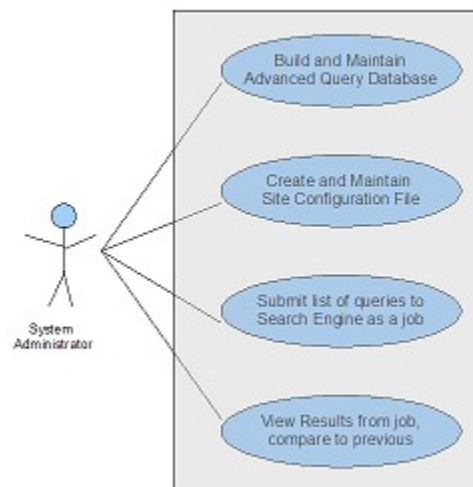 Build and Maintain
Advanced Query Database
Create and Maintain
Site Configuration File
System
Administrator
Submit list of queries to
Search Engine as a job
View Results from job,
compare to previous